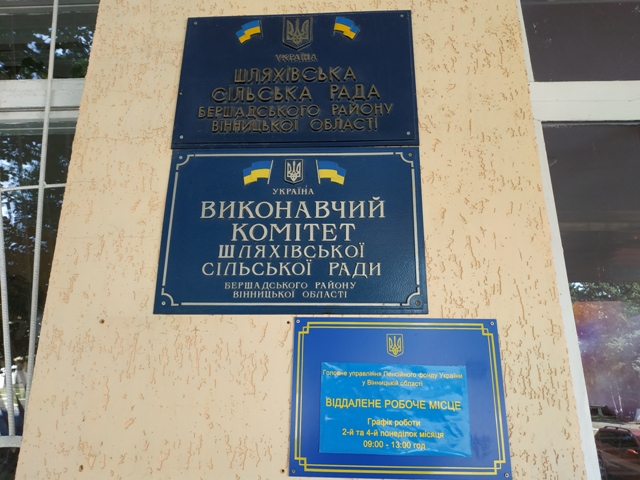 УКРАЇНА
ШЛЯХІВСЬКА
СІЛЬСЬКА РАДА
БЕРШАДСЬКОГО РАЙОНУ
ВІННИЦЬКОЇ ОБЛАСТІ
УКРАЇНА
ВИКОНАВЧИЙ
КОМІТЕТ
ШЛЯХІВСЬКОЇ
СІЛЬСЬКОЇ РАДИ
БЕРШАДСЬКОГО РАЙОНУ
ВІННИЦЬКОЇ ОБЛАСТІ
Головне управління Пенсійного фонду України
у Вінницькій області
ВІДДАЛЕНЕ РОБОЧЕ МІСЦЕ
Графік роботи
2-й та 4-й понеділок місяця
09:00 - 13:00 год